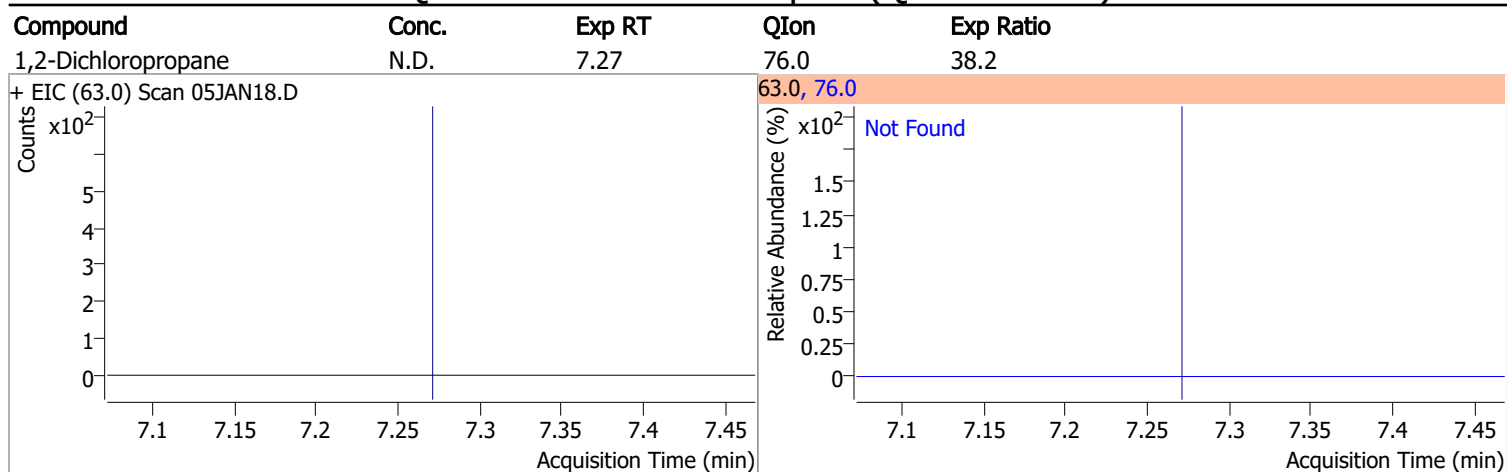 Compound Conc. Exp RT QIon Exp Ratio
1,2-Dichloropropane N.D. 7.27 76.0 38.2
+ EIC (63.0) Scan 05JAN18.D
Counts
x10²
5
4
3
2
1
0
7.1 7.15 7.2 7.25 7.3 7.35 7.4 7.45
Acquisition Time (min)
63.0, 76.0
Relative Abundance (%)
x10²
Not Found
1.5
1.25
1
0.75
0.5
0.25
0
7.1 7.15 7.2 7.25 7.3 7.35 7.4 7.45
Acquisition Time (min)